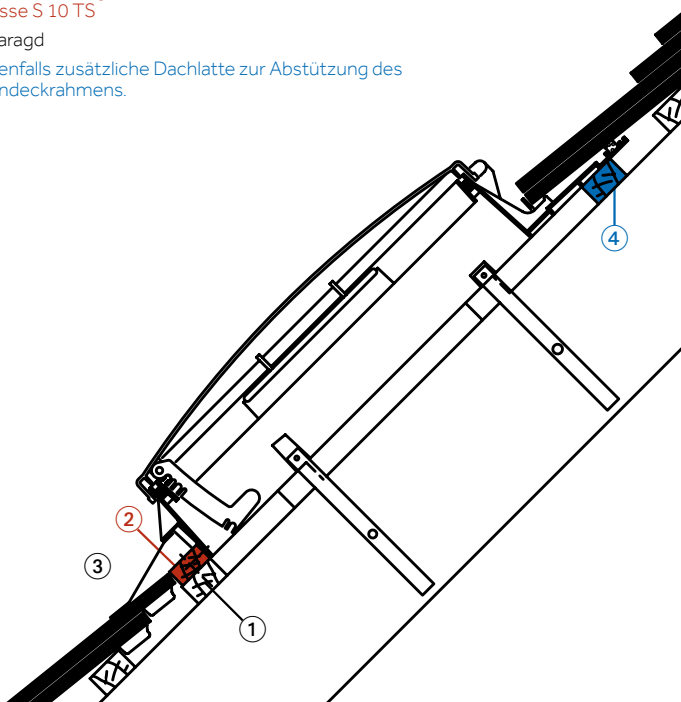 sse S 10 TS
aragd
enfalls zusätzliche Dachlatte zur Abstützung des
ndeckrahmens.
4
2
3
1